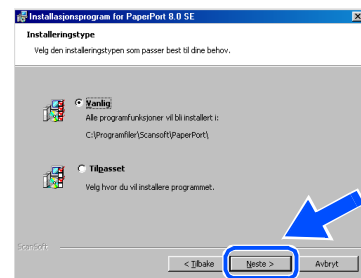 Installasjonsprogram for PaperPort 8.0 SE
Installeringstype
Velg den installeringstypen som passer best til dine behov.
Vanlig
Alle programfunksjoner vil bli installert i:
C:\Programfiler\Scansoft\PaperPort\
Tilpasset
Velg hvor du vil installere programmet.
ScanSoft
< Tilbake
Neste >
Avbryt